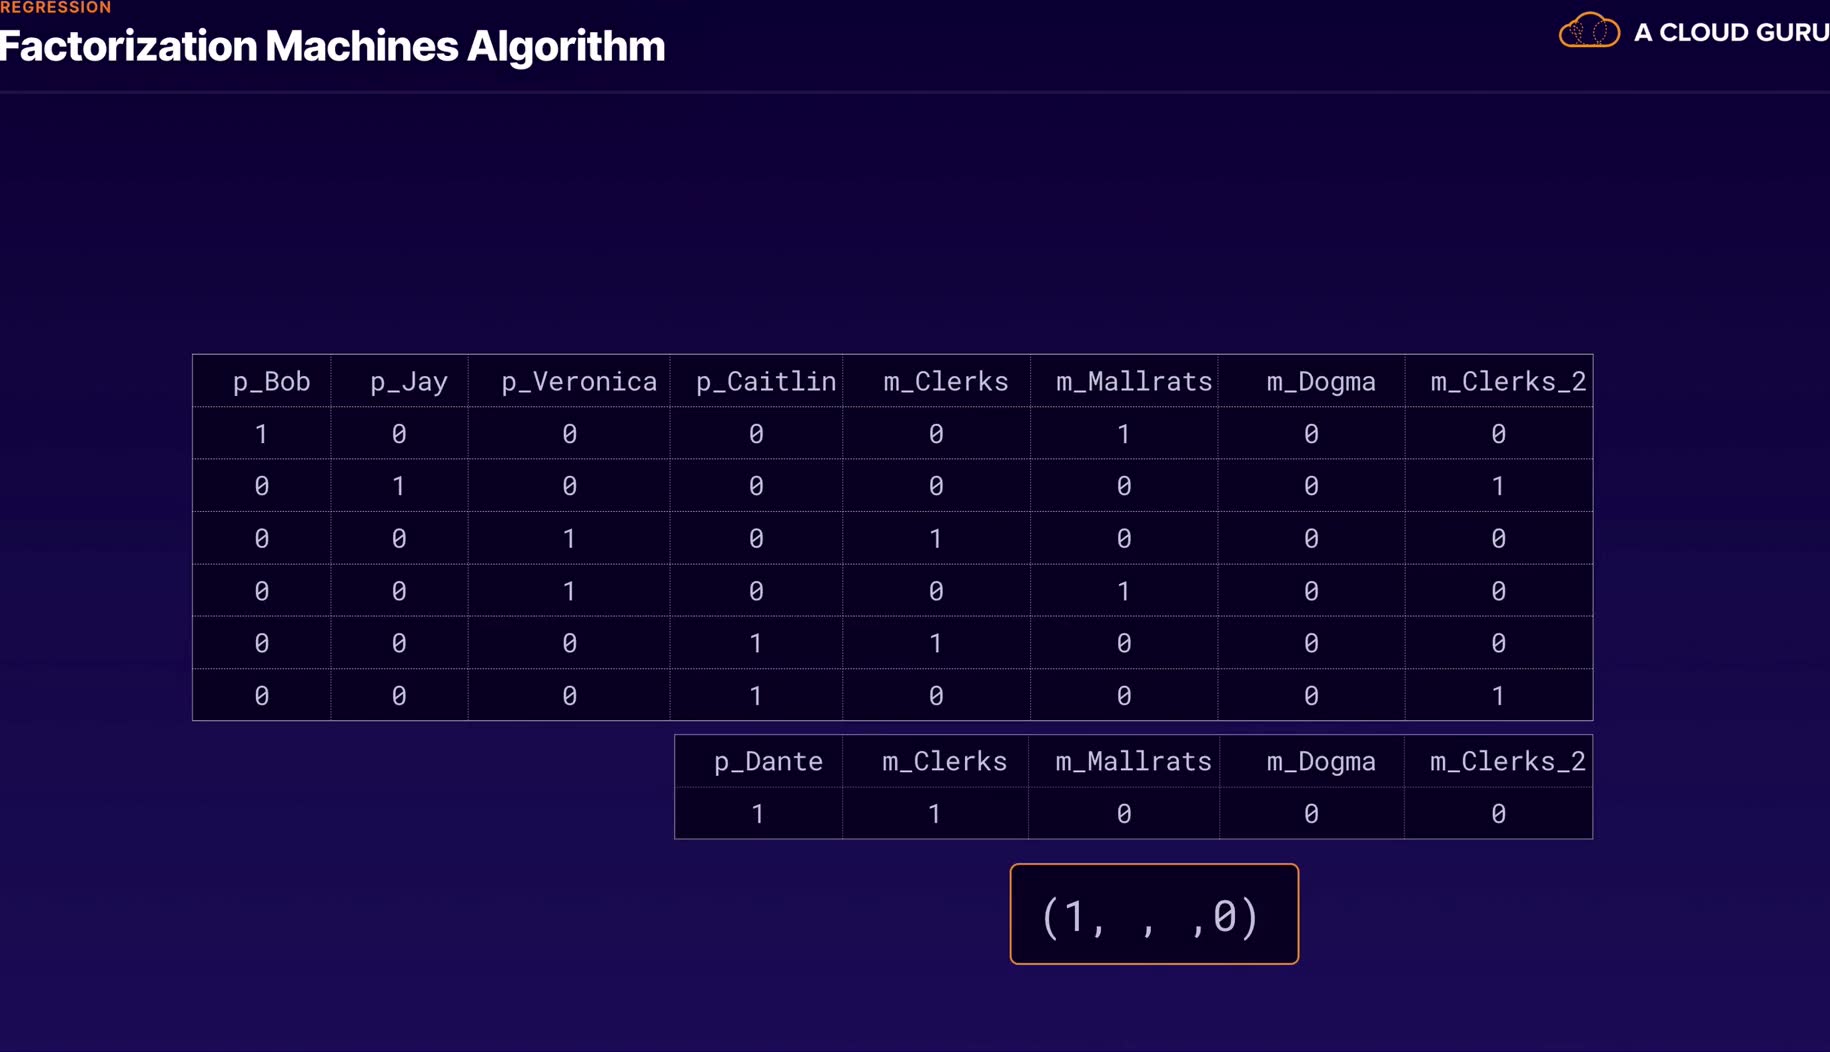 REGRESSION
Factorization Machines Algorithm
A CLOUD GURU
p_Bob p_Jay p_Veronica p_Caitlin m_Clerks m_Mallrats m_Dogma m_Clerks_2
1 0 0 0 0 1 0 0
0 1 0 0 0 0 0 1
0 0 1 0 1 0 0 0
0 0 1 0 0 1 0 0
0 0 0 1 1 0 0 0
0 0 0 1 0 0 0 1
p_Dante m_Clerks m_Mallrats m_Dogma m_Clerks_2
1 1 0 0 0
(1, , ,0)